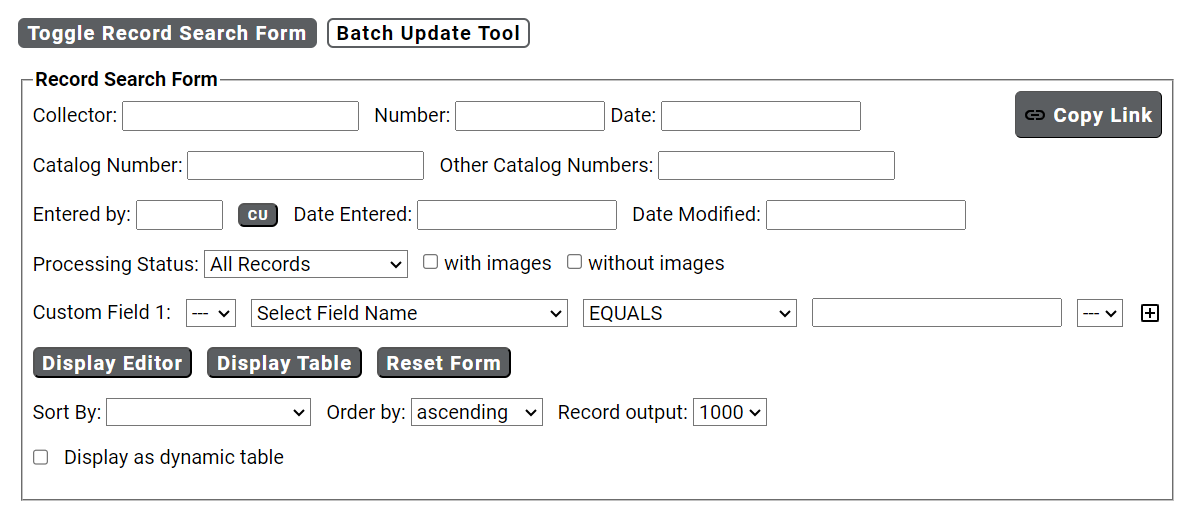 Toggle Record Search Form Batch Update Tool
Record Search Form
Collector: Number: Date: Copy Link
Catalog Number: Other Catalog Numbers:
Entered by: CU Date Entered: Date Modified:
Processing Status: All Records with images without images
Custom Field 1: --- Select Field Name EQUALS ---
Display Editor Display Table Reset Form
Sort By: Order by: ascending Record output: 1000
Display as dynamic table